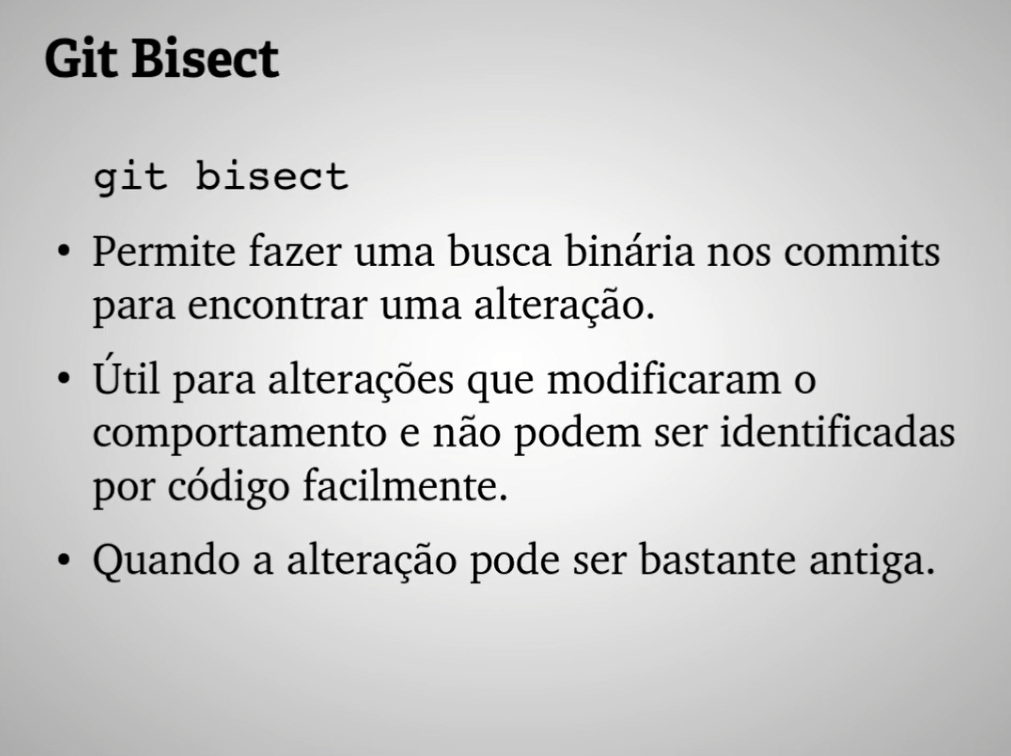 Git Bisect
git bisect
• Permite fazer uma busca binária nos commits
para encontrar uma alteração.
• Útil para alterações que modificaram o
comportamento e não podem ser identificadas
por código facilmente.
• Quando a alteração pode ser bastante antiga.